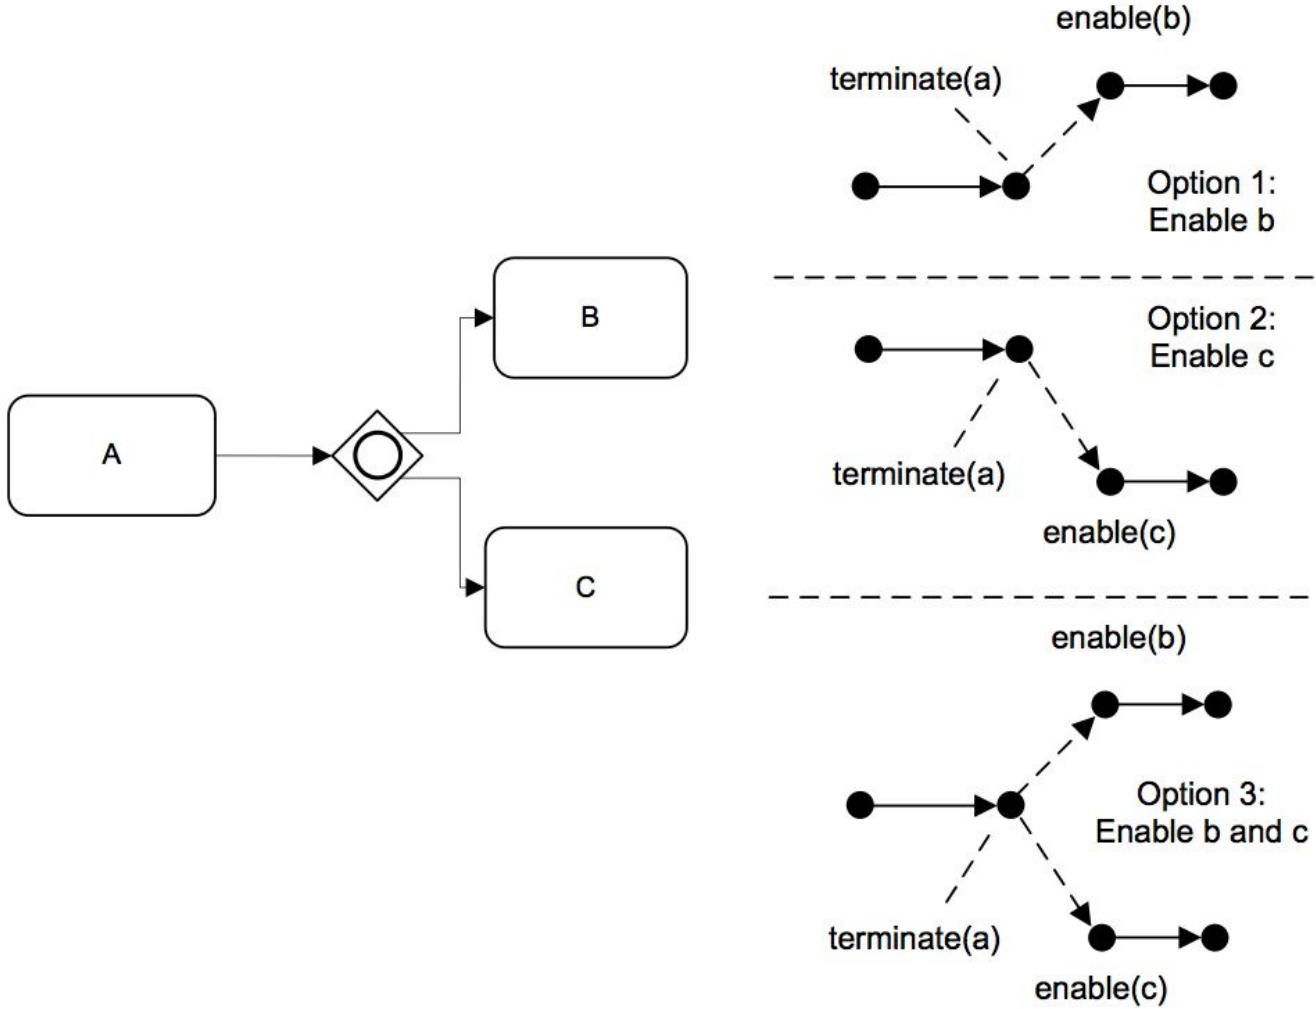 A
B
C
enable(b)
terminate(a)
Option 1:
Enable b
Option 2:
Enable c
terminate(a)
enable(c)
enable(b)
Option 3:
Enable b and c
terminate(a)
enable(c)